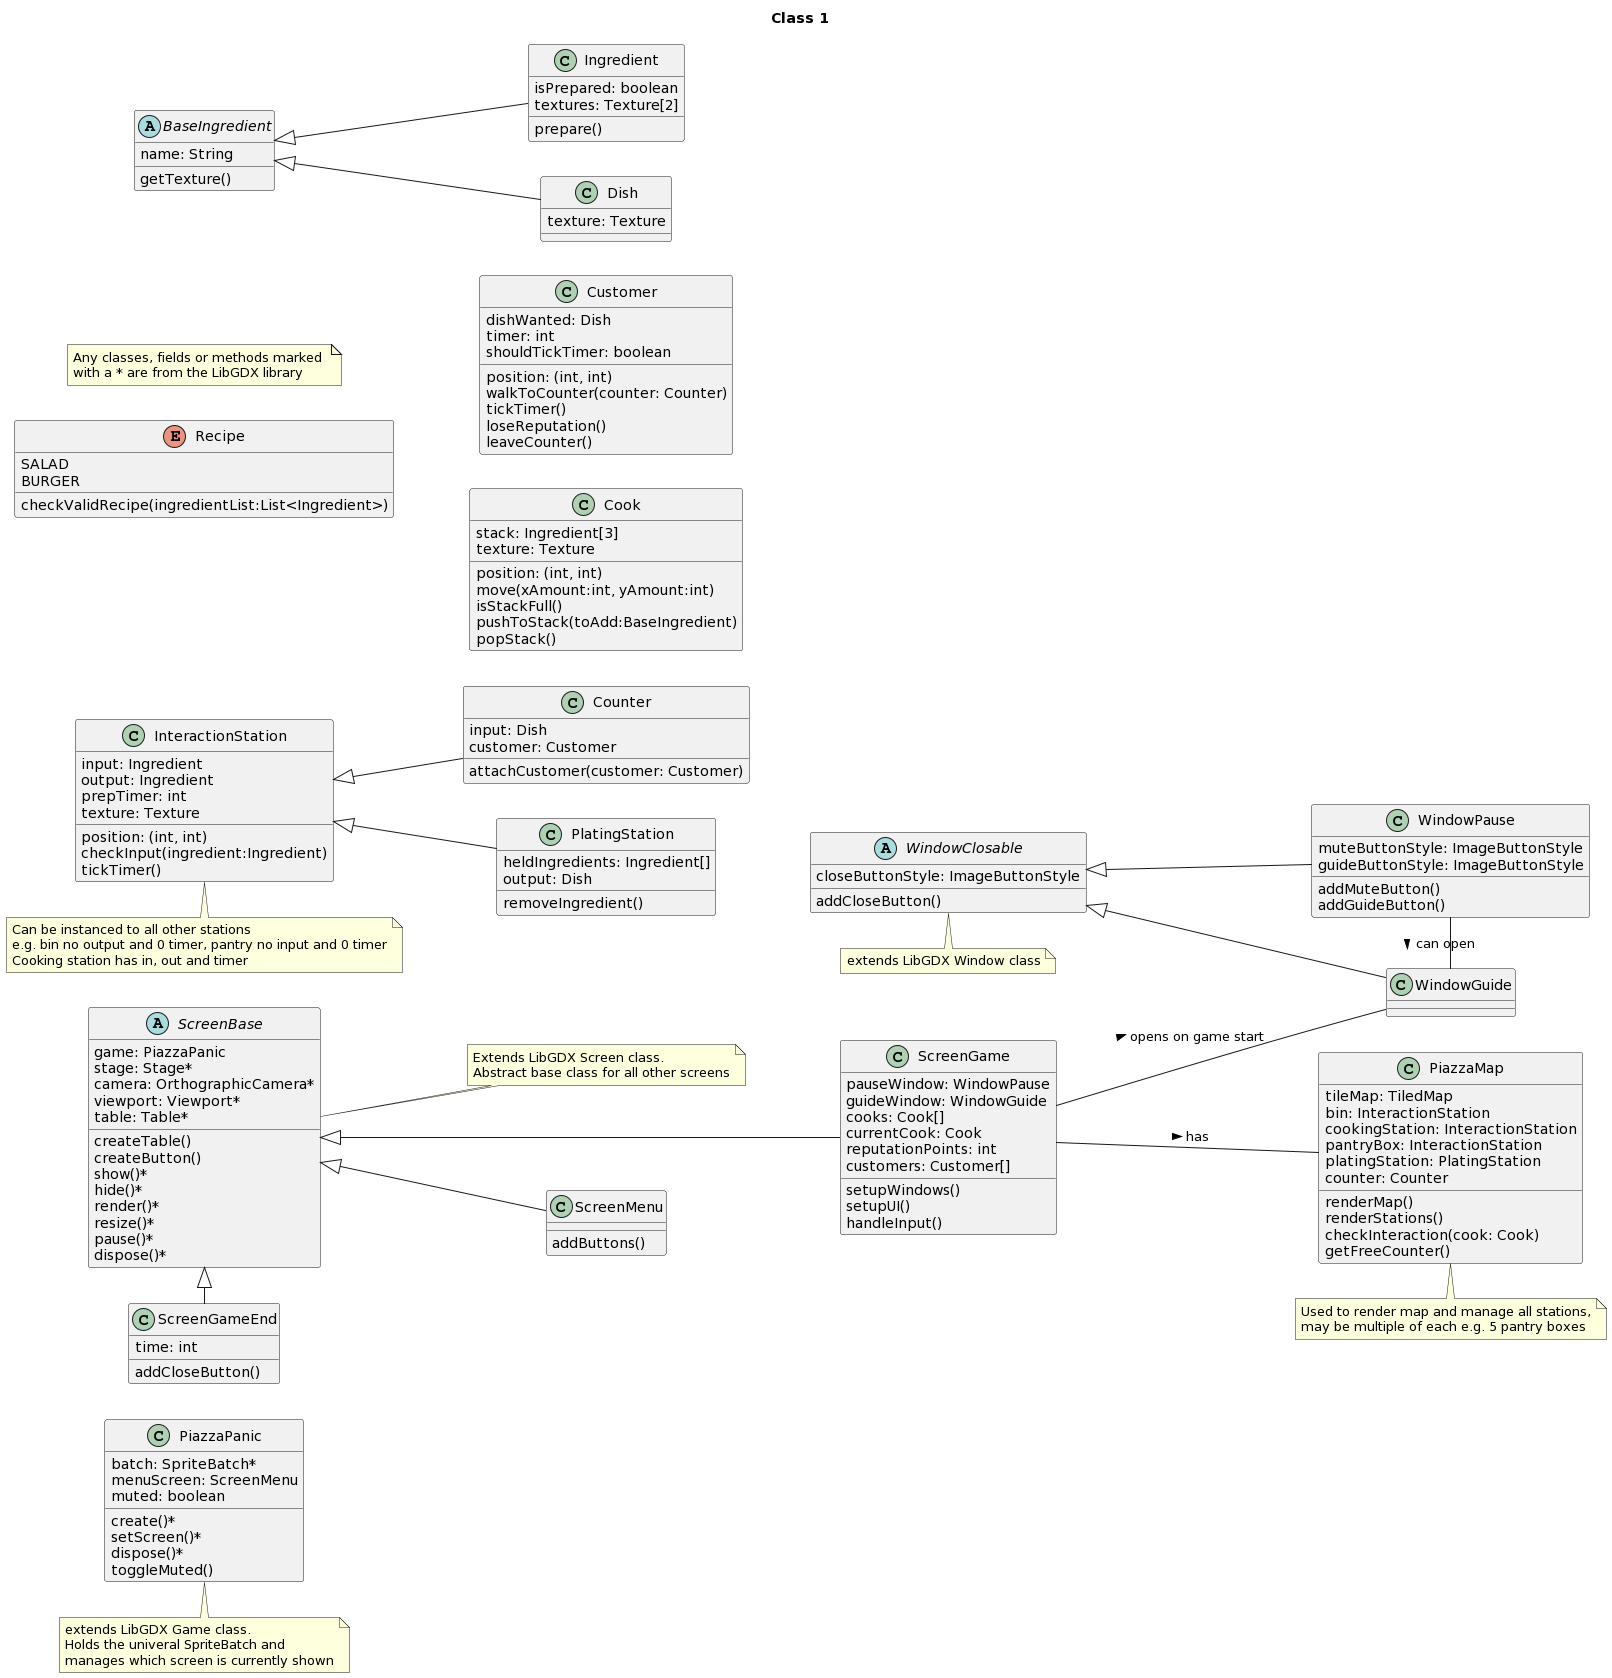 Class 1
C Ingredient
isPrepared: boolean
textures: Texture[2]
prepare()
A BaseIngredient
name: String
getTexture()
C Dish
texture: Texture
C Customer
dishWanted: Dish
timer: int
shouldTickTimer: boolean
position: (int, int)
walkToCounter(counter: Counter)
tickTimer()
loseReputation()
leaveCounter()
Any classes, fields or methods marked
with a * are from the LibGDX library
E Recipe
SALAD
BURGER
checkValidRecipe(ingredientList:List<Ingredient>)
C Cook
stack: Ingredient[3]
texture: Texture
position: (int, int)
move(xAmount:int, yAmount:int)
isStackFull()
pushToStack(toAdd:BaseIngredient)
popStack()
C Counter
input: Dish
customer: Customer
attachCustomer(customer: Customer)
C InteractionStation
input: Ingredient
output: Ingredient
prepTimer: int
texture: Texture
position: (int, int)
checkInput(ingredient:Ingredient)
tickTimer()
C PlatingStation
heldIngredients: Ingredient[]
output: Dish
removeIngredient()
Can be instanced to all other stations
e.g. bin no output and 0 timer, pantry no input and 0 timer
Cooking station has in, out and timer
A WindowClosable
closeButtonStyle: ImageButtonStyle
addCloseButton()
extends LibGDX Window class
C WindowPause
muteButtonStyle: ImageButtonStyle
guideButtonStyle: ImageButtonStyle
addMuteButton()
addGuideButton()
can open
C WindowGuide
opens on game start
A ScreenBase
game: PiazzaPanic
stage: Stage*
camera: OrthographicCamera*
viewport: Viewport*
table: Table*
createTable()
createButton()
show()*
hide()*
render()*
resize()*
pause()*
dispose()*
Extends LibGDX Screen class.
Abstract base class for all other screens
C ScreenGame
pauseWindow: WindowPause
guideWindow: WindowGuide
cooks: Cook[]
currentCook: Cook
reputationPoints: int
customers: Customer[]
setupWindows()
setupUI()
handleInput()
has
C PiazzaMap
tileMap: TiledMap
bin: InteractionStation
cookingStation: InteractionStation
pantryBox: InteractionStation
platingStation: PlatingStation
counter: Counter
renderMap()
renderStations()
checkInteraction(cook: Cook)
getFreeCounter()
Used to render map and manage all stations,
may be multiple of each e.g. 5 pantry boxes
C ScreenMenu
addButtons()
C ScreenGameEnd
time: int
addCloseButton()
C PiazzaPanic
batch: SpriteBatch*
menuScreen: ScreenMenu
muted: boolean
create()*
setScreen()*
dispose()*
toggleMuted()
extends LibGDX Game class.
Holds the univeral SpriteBatch and
manages which screen is currently shown